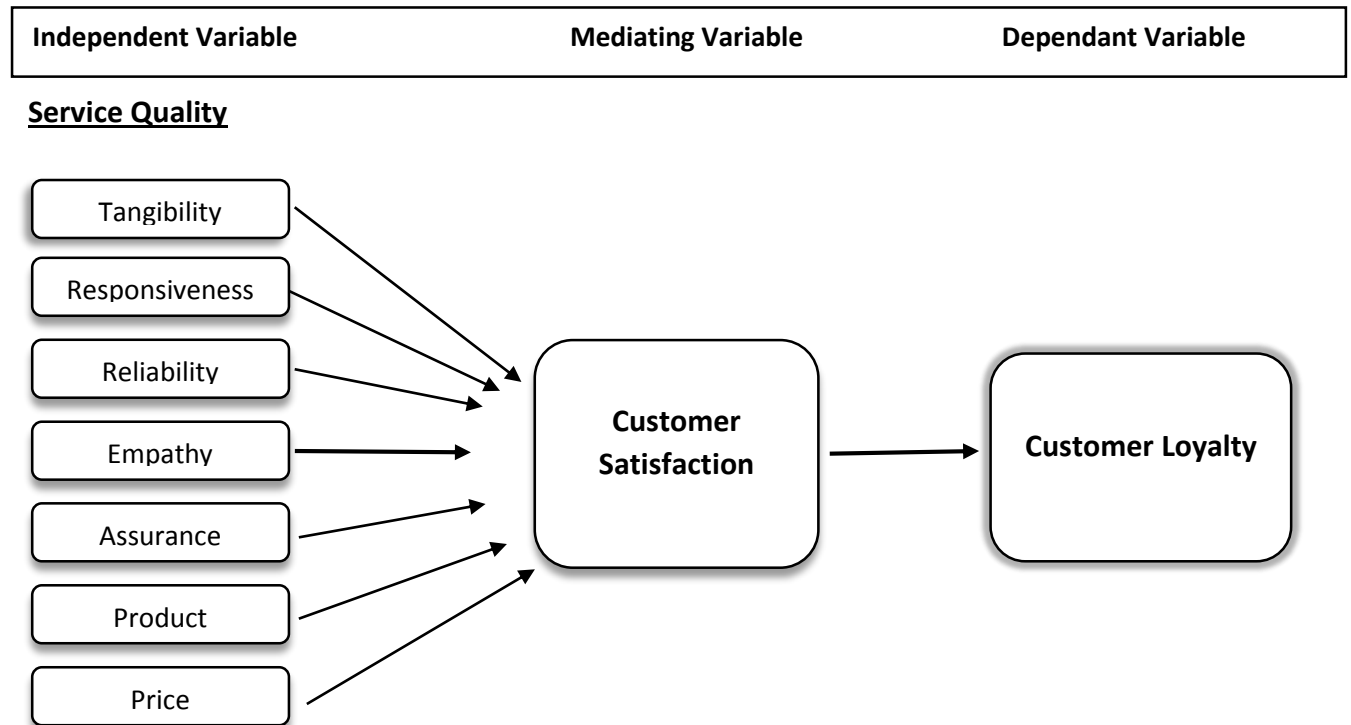 Independent Variable Mediating Variable Dependant Variable
Service Quality
Tangibility
Responsiveness
Reliability
Empathy
Assurance
Product
Price
Customer
Satisfaction
Customer Loyalty